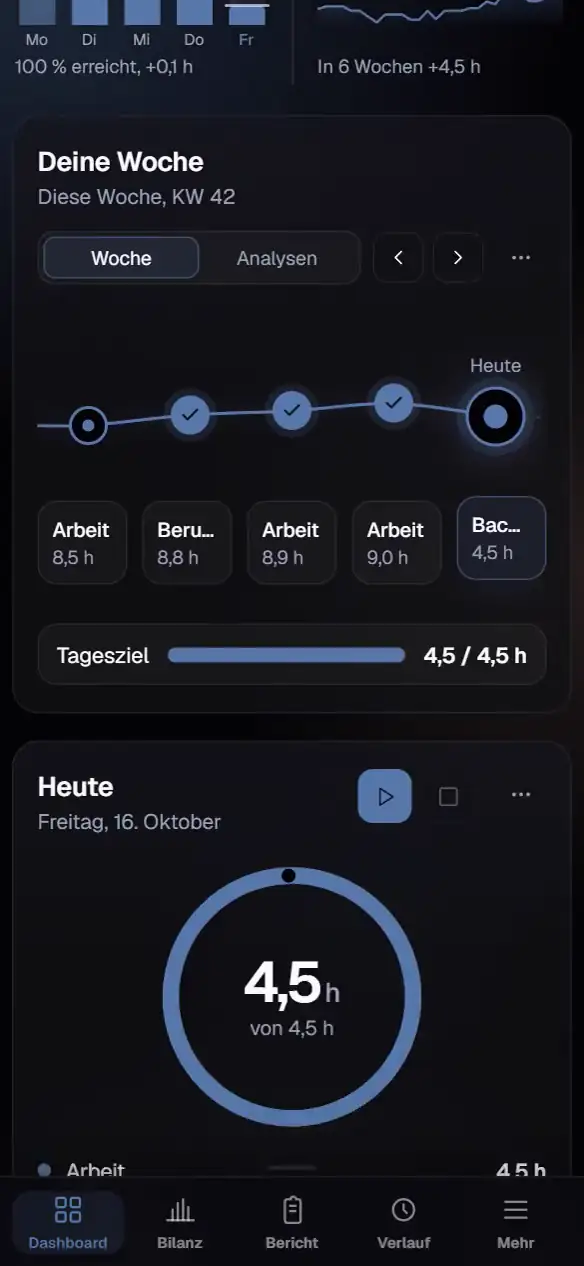 Mo Di Mi Do Fr
100 % erreicht, +0,1 h
In 6 Wochen +4,5 h
Deine Woche
Diese Woche, KW 42
Woche Analysen
Heute
Arbeit Beru... Arbeit Arbeit Bac...
8,5 h 8,8 h 8,9 h 9,0 h 4,5 h
Tagesziel 4,5 / 4,5 h
Heute
Freitag, 16. Oktober
4,5 h
von 4,5 h
Arbeit 4,5 h
Dashboard Bilanz Bericht Verlauf Mehr